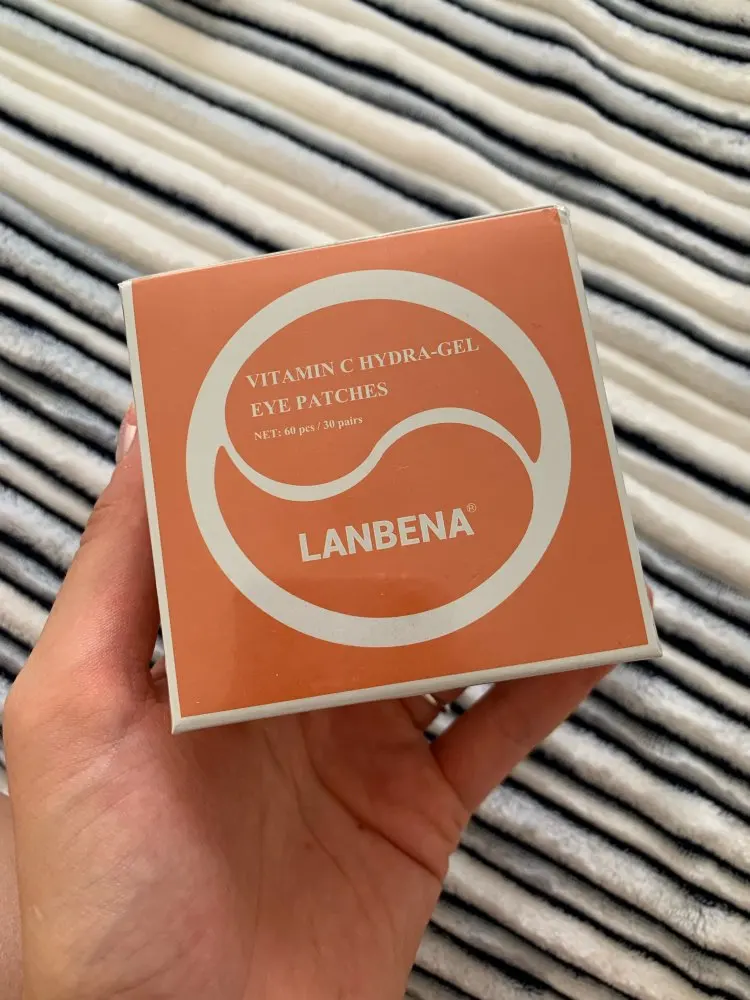 VITAMIN C HYDRA-GEL
EYE PATCHES
NET: 60 pcs / 30 pairs
LANBENA®